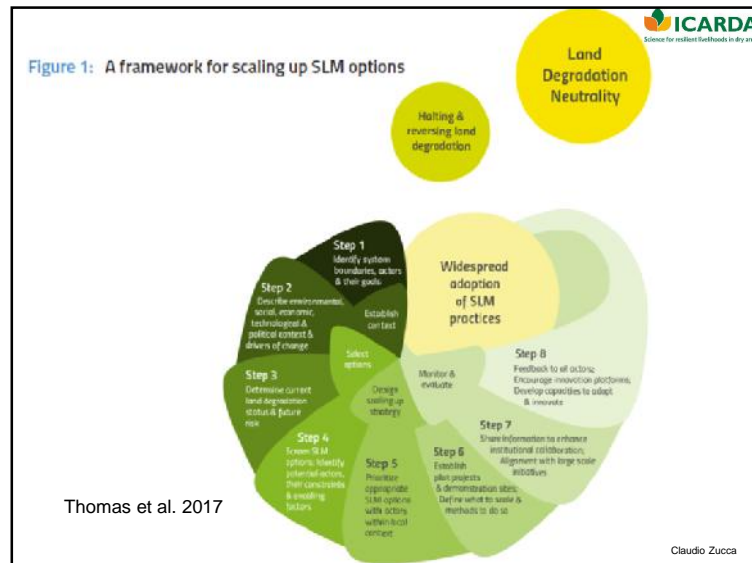 ICARDA
Science for resilient livelihoods in dry areas
Figure 1: A framework for scaling up SLM options
Land
Degradation
Neutrality
Halting &
reversing land
degradation
Step 1
Identify system
boundaries, actors
& their goals
Step 2
Describe environmental,
social, economic,
technological &
political context &
drivers of change
Establish
context
Widespread
adoption
of SLM
practices
Step 3
Determine current
land degradation
status & future
risk
Select
options
Monitor &
evaluate
Design
scaling up
strategy
Step 4
Screen SLM
options; Identify
potential actors,
their constraints
& enabling
factors
Step 5
Prioritize
appropriate
SLM options
with actors
within local
context
Step 6
Establish
pilot projects
& demonstration sites;
Define what to scale &
methods to do so
Step 7
Share information to enhance
institutional collaboration;
Alignment with large scale
initiatives
Step 8
Feedback to all actors;
Encourage innovation platforms;
Develop capacities to adapt
& innovate
Thomas et al. 2017
Claudio Zucca